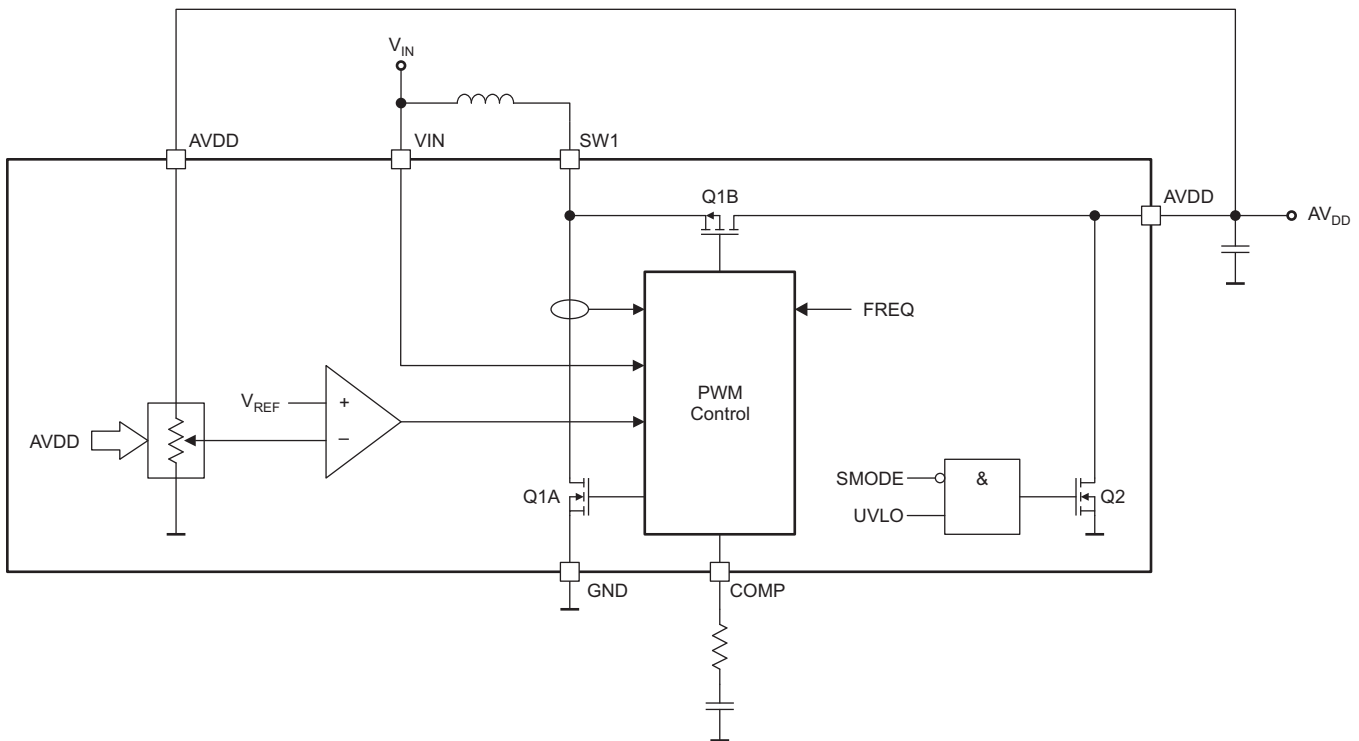 V_IN
AVDD
VIN
SW1
Q1B
AVDD
AV_DD
FREQ
PWM
Control
V_REF
+
−
AVDD
SMODE
&
Q1A
Q2
UVLO
GND
COMP